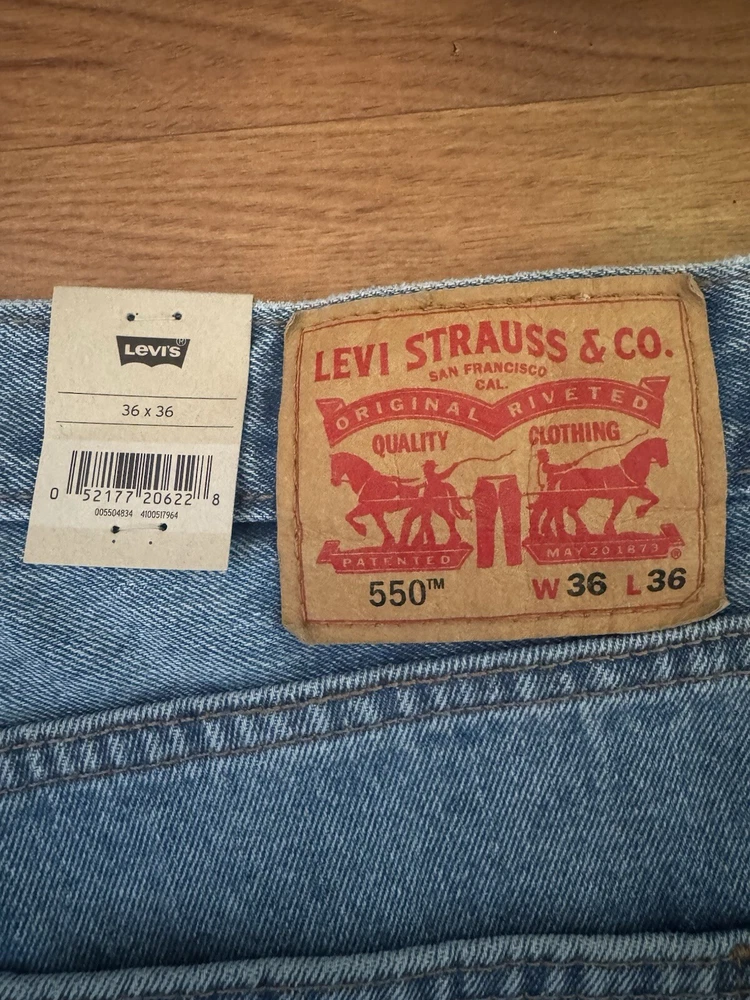 LEVI'S®
36 x 36
0 52177 20622 8
005504834 4100517964
LEVI STRAUSS & CO.
SAN FRANCISCO
CAL.
ORIGINAL RIVETED
QUALITY CLOTHING
PATENTED MAY 20 1873 ®
550™ W 36 L 36